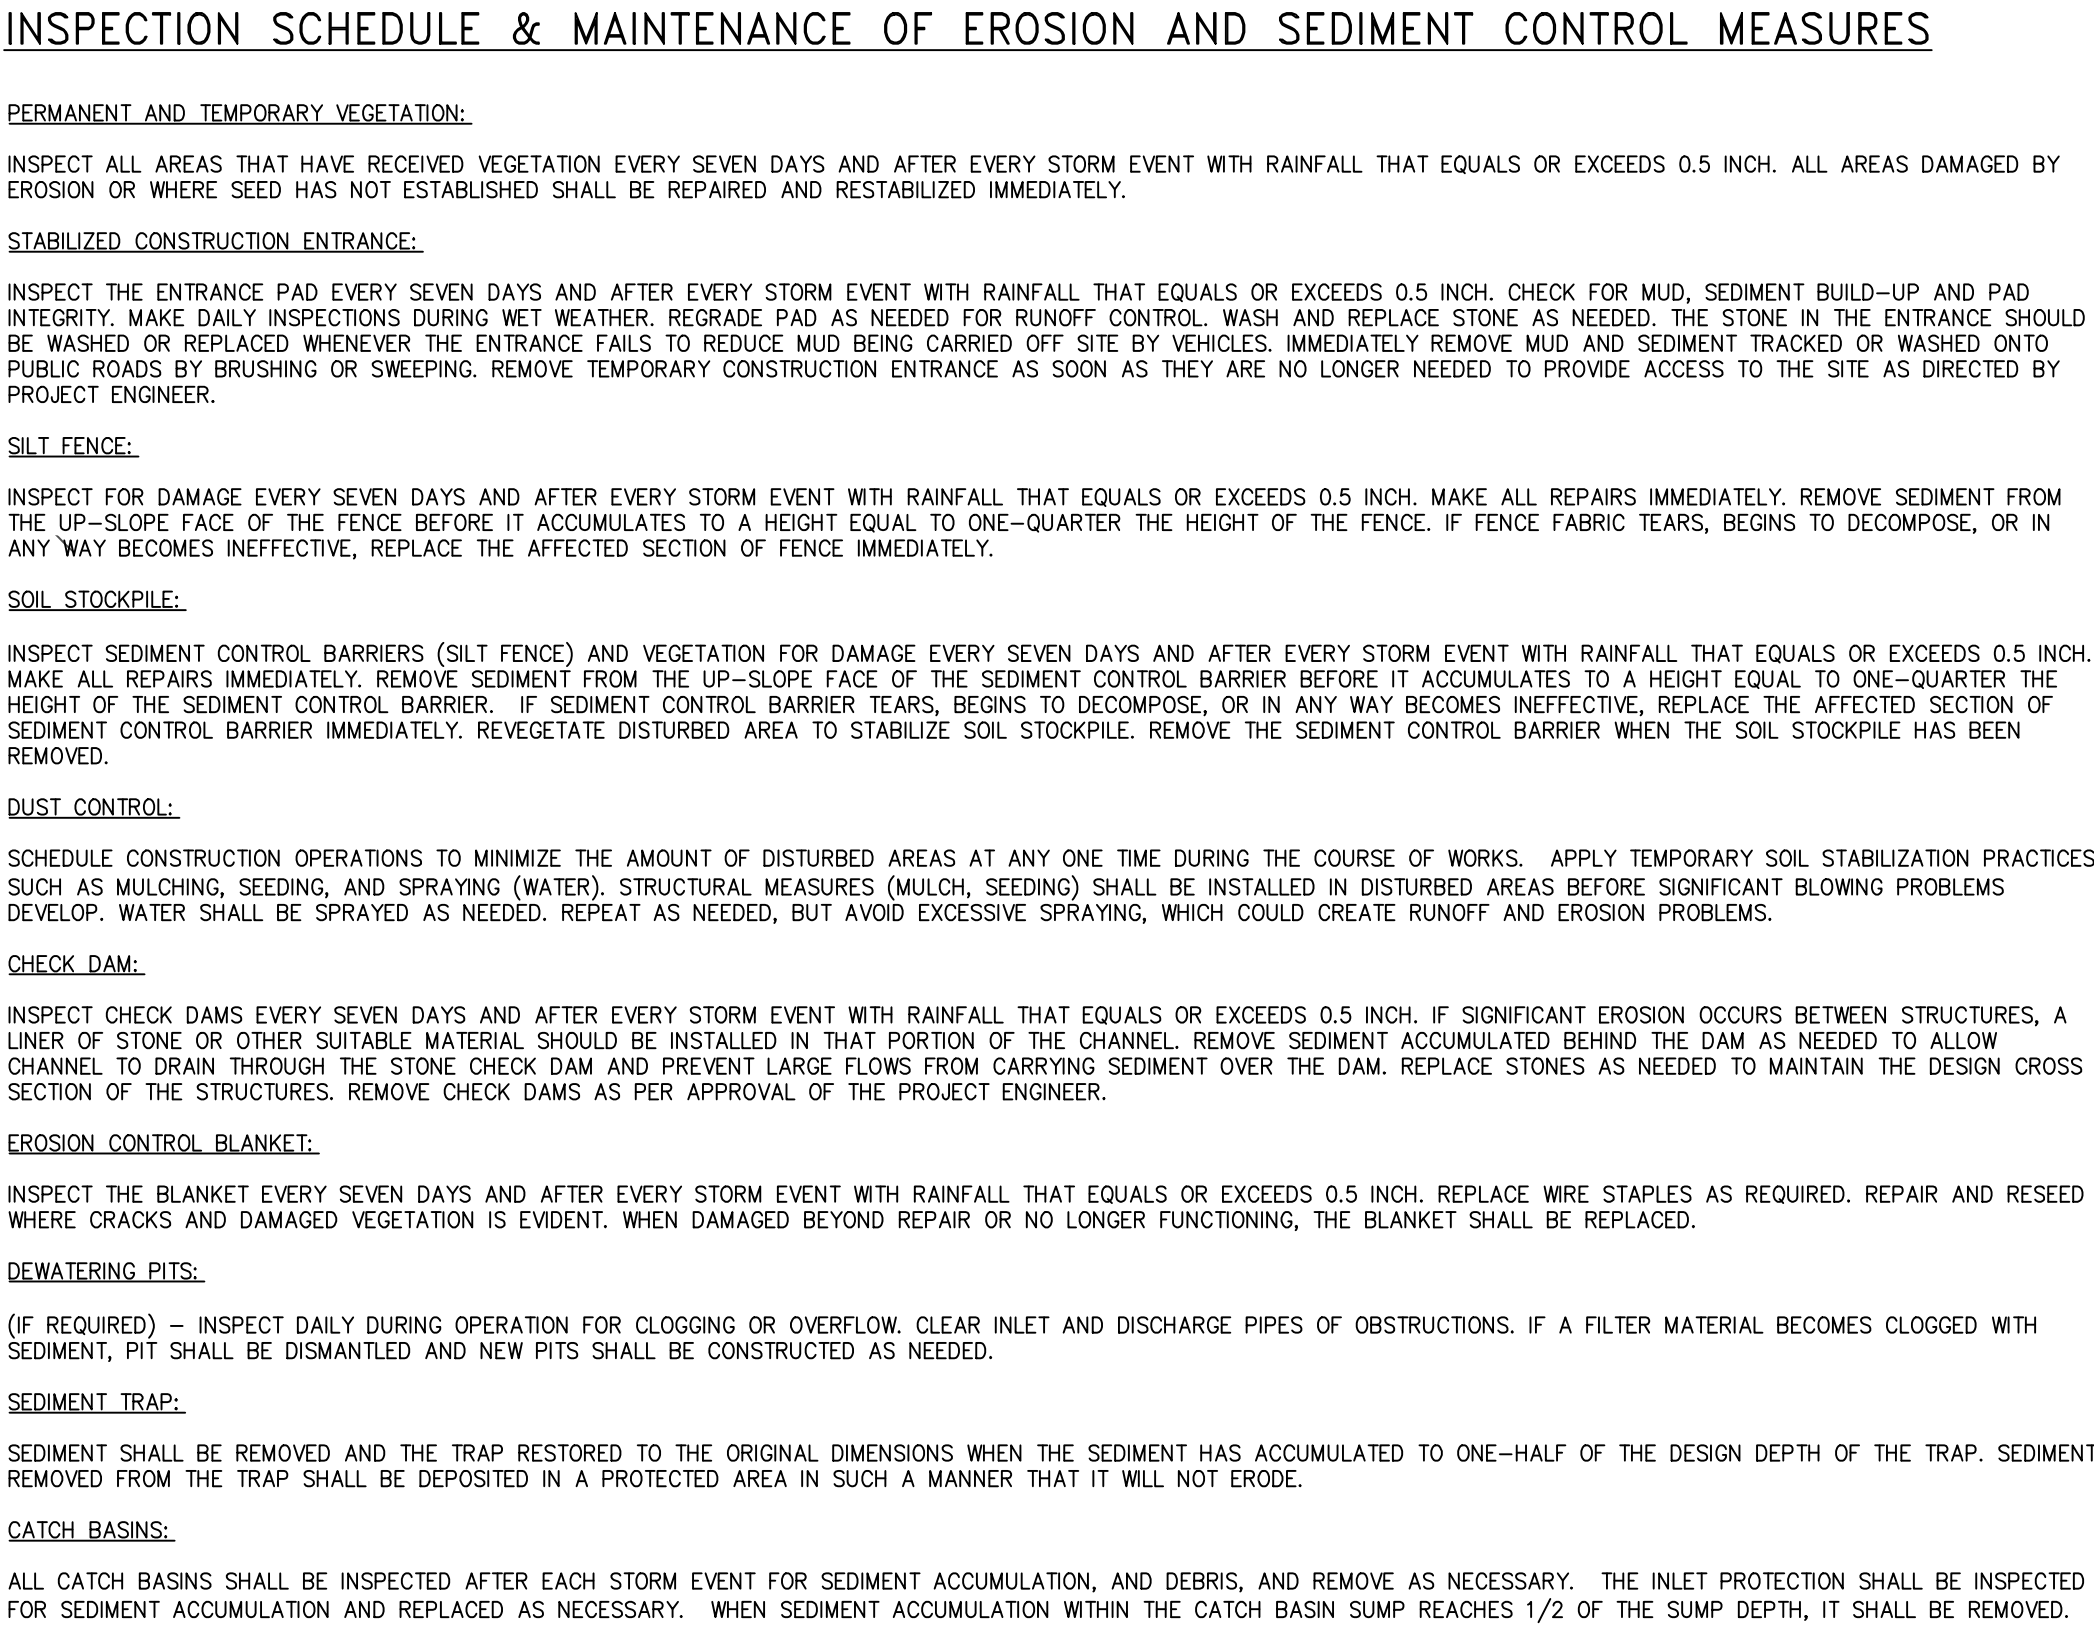 INSPECTION SCHEDULE & MAINTENANCE OF EROSION AND SEDIMENT CONTROL MEASURES
PERMANENT AND TEMPORARY VEGETATION:
INSPECT ALL AREAS THAT HAVE RECEIVED VEGETATION EVERY SEVEN DAYS AND AFTER EVERY STORM EVENT WITH RAINFALL THAT EQUALS OR EXCEEDS 0.5 INCH. ALL AREAS DAMAGED BY
EROSION OR WHERE SEED HAS NOT ESTABLISHED SHALL BE REPAIRED AND RESTABILIZED IMMEDIATELY.
STABILIZED CONSTRUCTION ENTRANCE:
INSPECT THE ENTRANCE PAD EVERY SEVEN DAYS AND AFTER EVERY STORM EVENT WITH RAINFALL THAT EQUALS OR EXCEEDS 0.5 INCH. CHECK FOR MUD, SEDIMENT BUILD-UP AND PAD
INTEGRITY. MAKE DAILY INSPECTIONS DURING WET WEATHER. REGRADE PAD AS NEEDED FOR RUNOFF CONTROL. WASH AND REPLACE STONE AS NEEDED. THE STONE IN THE ENTRANCE SHOULD
BE WASHED OR REPLACED WHENEVER THE ENTRANCE FAILS TO REDUCE MUD BEING CARRIED OFF SITE BY VEHICLES. IMMEDIATELY REMOVE MUD AND SEDIMENT TRACKED OR WASHED ONTO
PUBLIC ROADS BY BRUSHING OR SWEEPING. REMOVE TEMPORARY CONSTRUCTION ENTRANCE AS SOON AS THEY ARE NO LONGER NEEDED TO PROVIDE ACCESS TO THE SITE AS DIRECTED BY
PROJECT ENGINEER.
SILT FENCE:
INSPECT FOR DAMAGE EVERY SEVEN DAYS AND AFTER EVERY STORM EVENT WITH RAINFALL THAT EQUALS OR EXCEEDS 0.5 INCH. MAKE ALL REPAIRS IMMEDIATELY. REMOVE SEDIMENT FROM
THE UP-SLOPE FACE OF THE FENCE BEFORE IT ACCUMULATES TO A HEIGHT EQUAL TO ONE-QUARTER THE HEIGHT OF THE FENCE. IF FENCE FABRIC TEARS, BEGINS TO DECOMPOSE, OR IN
ANY WAY BECOMES INEFFECTIVE, REPLACE THE AFFECTED SECTION OF FENCE IMMEDIATELY.
SOIL STOCKPILE:
INSPECT SEDIMENT CONTROL BARRIERS (SILT FENCE) AND VEGETATION FOR DAMAGE EVERY SEVEN DAYS AND AFTER EVERY STORM EVENT WITH RAINFALL THAT EQUALS OR EXCEEDS 0.5 INCH.
MAKE ALL REPAIRS IMMEDIATELY. REMOVE SEDIMENT FROM THE UP-SLOPE FACE OF THE SEDIMENT CONTROL BARRIER BEFORE IT ACCUMULATES TO A HEIGHT EQUAL TO ONE-QUARTER THE
HEIGHT OF THE SEDIMENT CONTROL BARRIER. IF SEDIMENT CONTROL BARRIER TEARS, BEGINS TO DECOMPOSE, OR IN ANY WAY BECOMES INEFFECTIVE, REPLACE THE AFFECTED SECTION OF
SEDIMENT CONTROL BARRIER IMMEDIATELY. REVEGETATE DISTURBED AREA TO STABILIZE SOIL STOCKPILE. REMOVE THE SEDIMENT CONTROL BARRIER WHEN THE SOIL STOCKPILE HAS BEEN
REMOVED.
DUST CONTROL:
SCHEDULE CONSTRUCTION OPERATIONS TO MINIMIZE THE AMOUNT OF DISTURBED AREAS AT ANY ONE TIME DURING THE COURSE OF WORKS. APPLY TEMPORARY SOIL STABILIZATION PRACTICES
SUCH AS MULCHING, SEEDING, AND SPRAYING (WATER). STRUCTURAL MEASURES (MULCH, SEEDING) SHALL BE INSTALLED IN DISTURBED AREAS BEFORE SIGNIFICANT BLOWING PROBLEMS
DEVELOP. WATER SHALL BE SPRAYED AS NEEDED. REPEAT AS NEEDED, BUT AVOID EXCESSIVE SPRAYING, WHICH COULD CREATE RUNOFF AND EROSION PROBLEMS.
CHECK DAM:
INSPECT CHECK DAMS EVERY SEVEN DAYS AND AFTER EVERY STORM EVENT WITH RAINFALL THAT EQUALS OR EXCEEDS 0.5 INCH. IF SIGNIFICANT EROSION OCCURS BETWEEN STRUCTURES, A
LINER OF STONE OR OTHER SUITABLE MATERIAL SHOULD BE INSTALLED IN THAT PORTION OF THE CHANNEL. REMOVE SEDIMENT ACCUMULATED BEHIND THE DAM AS NEEDED TO ALLOW
CHANNEL TO DRAIN THROUGH THE STONE CHECK DAM AND PREVENT LARGE FLOWS FROM CARRYING SEDIMENT OVER THE DAM. REPLACE STONES AS NEEDED TO MAINTAIN THE DESIGN CROSS
SECTION OF THE STRUCTURES. REMOVE CHECK DAMS AS PER APPROVAL OF THE PROJECT ENGINEER.
EROSION CONTROL BLANKET:
INSPECT THE BLANKET EVERY SEVEN DAYS AND AFTER EVERY STORM EVENT WITH RAINFALL THAT EQUALS OR EXCEEDS 0.5 INCH. REPLACE WIRE STAPLES AS REQUIRED. REPAIR AND RESEED
WHERE CRACKS AND DAMAGED VEGETATION IS EVIDENT. WHEN DAMAGED BEYOND REPAIR OR NO LONGER FUNCTIONING, THE BLANKET SHALL BE REPLACED.
DEWATERING PITS:
(IF REQUIRED) – INSPECT DAILY DURING OPERATION FOR CLOGGING OR OVERFLOW. CLEAR INLET AND DISCHARGE PIPES OF OBSTRUCTIONS. IF A FILTER MATERIAL BECOMES CLOGGED WITH
SEDIMENT, PIT SHALL BE DISMANTLED AND NEW PITS SHALL BE CONSTRUCTED AS NEEDED.
SEDIMENT TRAP:
SEDIMENT SHALL BE REMOVED AND THE TRAP RESTORED TO THE ORIGINAL DIMENSIONS WHEN THE SEDIMENT HAS ACCUMULATED TO ONE-HALF OF THE DESIGN DEPTH OF THE TRAP. SEDIMENT
REMOVED FROM THE TRAP SHALL BE DEPOSITED IN A PROTECTED AREA IN SUCH A MANNER THAT IT WILL NOT ERODE.
CATCH BASINS:
ALL CATCH BASINS SHALL BE INSPECTED AFTER EACH STORM EVENT FOR SEDIMENT ACCUMULATION, AND DEBRIS, AND REMOVE AS NECESSARY. THE INLET PROTECTION SHALL BE INSPECTED
FOR SEDIMENT ACCUMULATION AND REPLACED AS NECESSARY. WHEN SEDIMENT ACCUMULATION WITHIN THE CATCH BASIN SUMP REACHES 1/2 OF THE SUMP DEPTH, IT SHALL BE REMOVED.